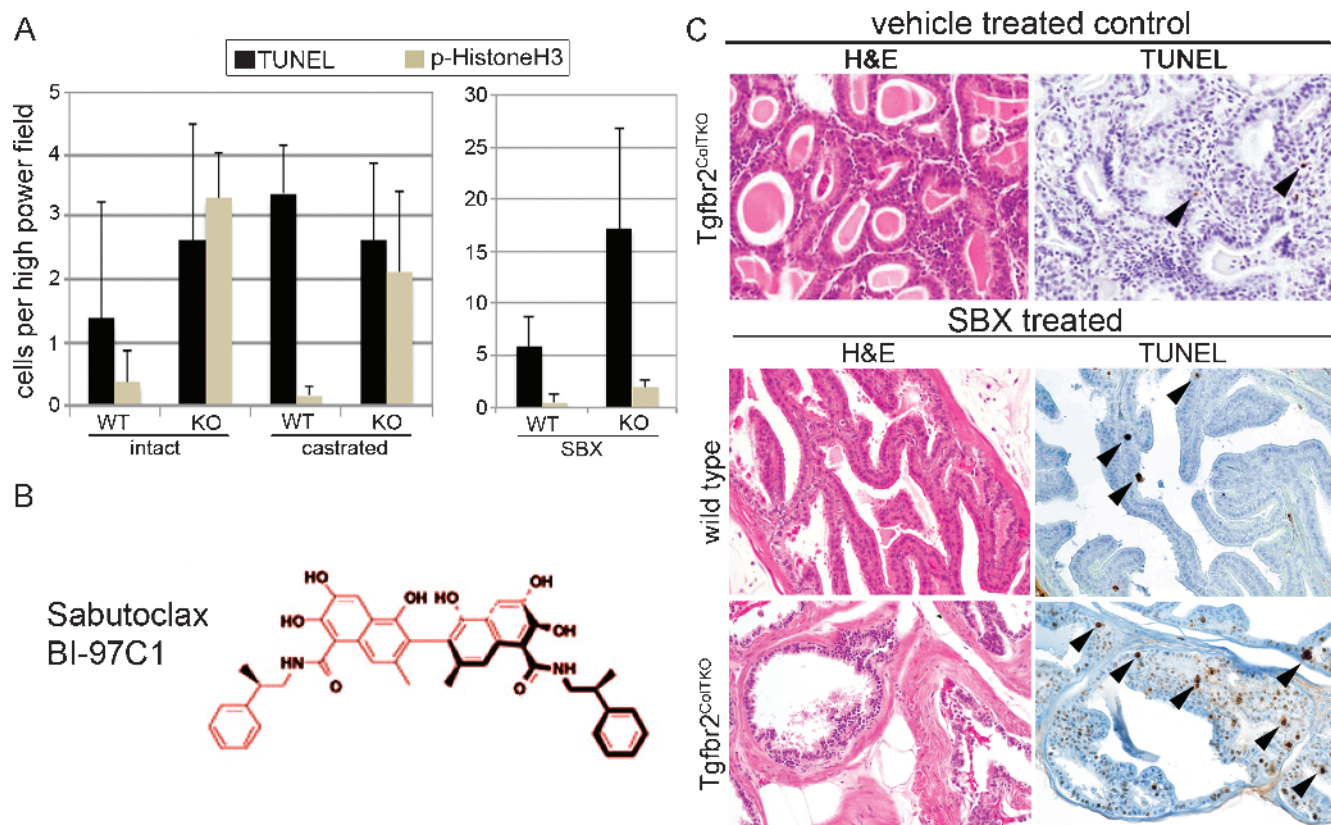 A
TUNEL
p-HistoneH3
cells per high power field
5
4
3
2
1
0
WT
KO
WT
KO
intact
castrated
30
25
20
15
10
5
0
WT
KO
SBX
B
Sabutoclax
BI-97C1
HO
HO
HO
OH
HO
OH
OH
HN
O
O
NH
C
vehicle treated control
H&E
TUNEL
Tgfbr2ColTKO
SBX treated
H&E
TUNEL
wild type
Tgfbr2ColTKO